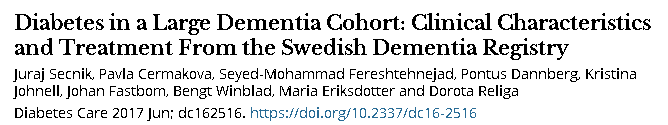 Diabetes in a Large Dementia Cohort: Clinical Characteristics
and Treatment From the Swedish Dementia Registry
Juraj Secnik, Pavla Cermakova, Seyed-Mohammad Fereshtehnejad, Pontus Dannberg, Kristina
Johnell, Johan Fastbom, Bengt Winblad, Maria Eriksdotter and Dorota Religa
Diabetes Care 2017 Jun; dc162516. https://doi.org/10.2337/dc16-2516